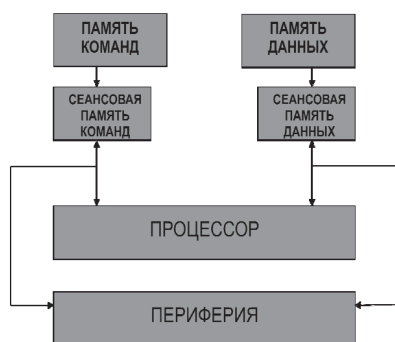 ПАМЯТЬ
КОМАНД
ПАМЯТЬ
ДАННЫХ
СЕАНСОВАЯ
ПАМЯТЬ
КОМАНД
СЕАНСОВАЯ
ПАМЯТЬ
ДАННЫХ
ПРОЦЕССОР
ПЕРИФЕРИЯ